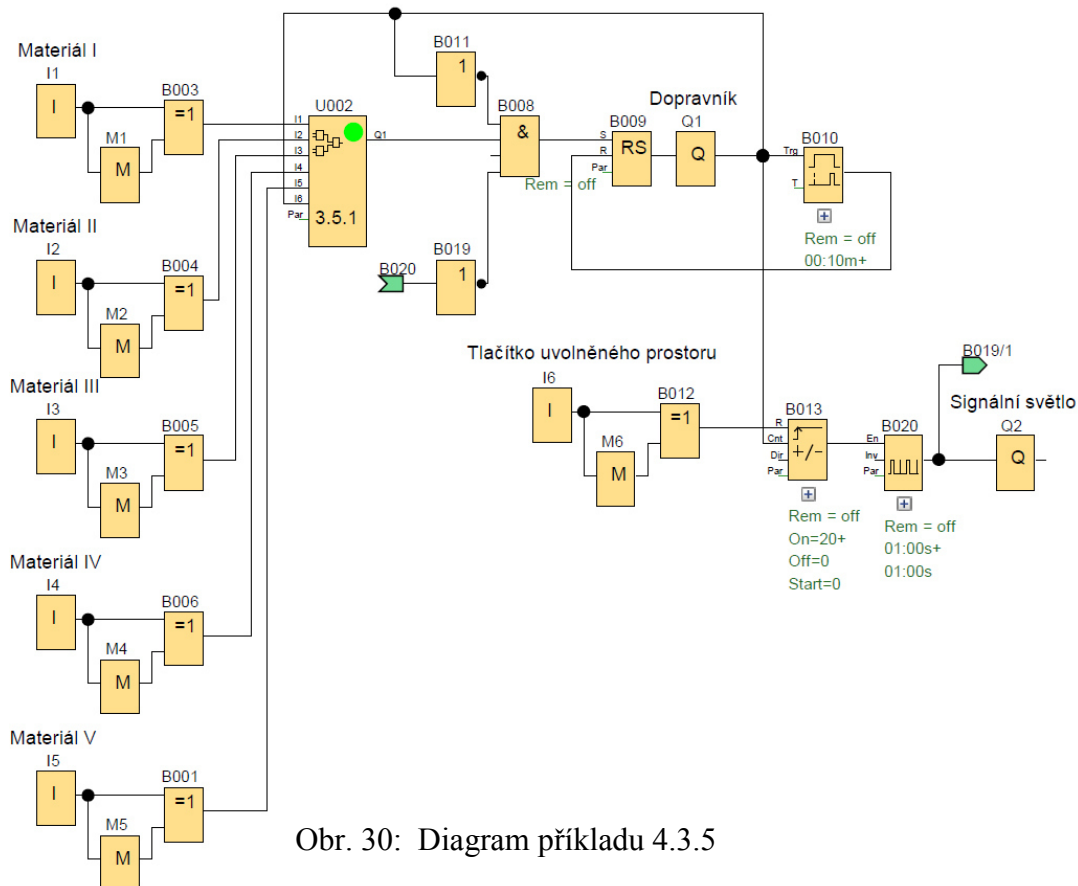 Materiál I
I1
I
M1
M
B003
=1
Materiál II
I2
I
M2
M
B004
=1
Materiál III
I3
I
M3
M
B005
=1
Materiál IV
I4
I
M4
M
B006
=1
Materiál V
I5
I
M5
M
B001
=1
U002
I1
I2
I3
I4
I5
I6
Par
Q1
3.5.1
B011
1
B008
&
B020
B019
1
Dopravník
B009
S
R
Par
RS
Rem = off
Q1
Q
B010
Trg
T
Rem = off
00:10m+
Tlačítko uvolněného prostoru
I6
I
M6
M
B012
=1
B013
R
Cnt
Dir
Par
+/-
Rem = off
On=20+
Off=0
Start=0
B020
En
Inv
Par
Rem = off
01:00s+
01:00s
B019/1
Signální světlo
Q2
Q
Obr. 30: Diagram příkladu 4.3.5